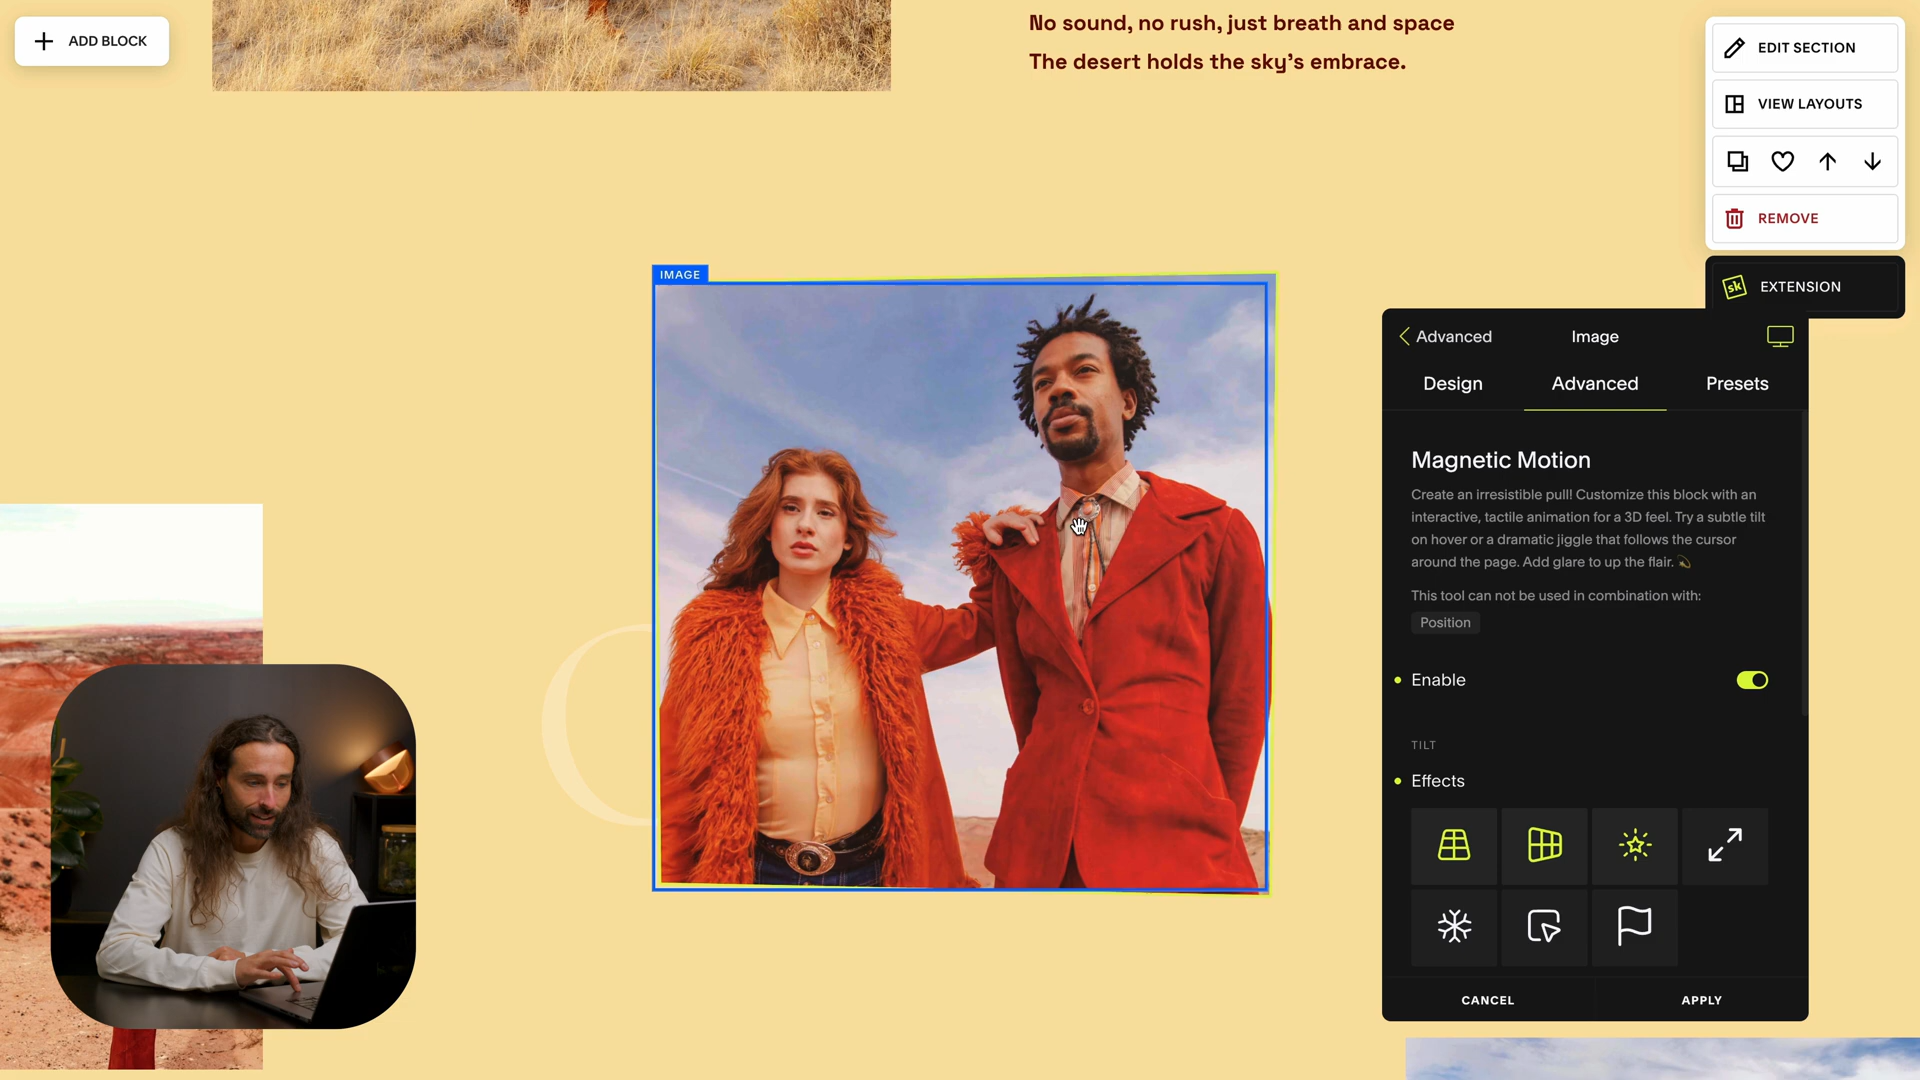 ADD BLOCK
No sound, no rush, just breath and space
The desert holds the sky's embrace.
EDIT SECTION
VIEW LAYOUTS
REMOVE
sk EXTENSION
IMAGE
Advanced
Image
Design
Advanced
Presets
Magnetic Motion
Create an irresistible pull! Customize this block with an
interactive, tactile animation for a 3D feel. Try a subtle tilt
on hover or a dramatic jiggle that follows the cursor
around the page. Add glare to up the flair. 💫
This tool can not be used in combination with:
Position
Enable
TILT
Effects
CANCEL
APPLY